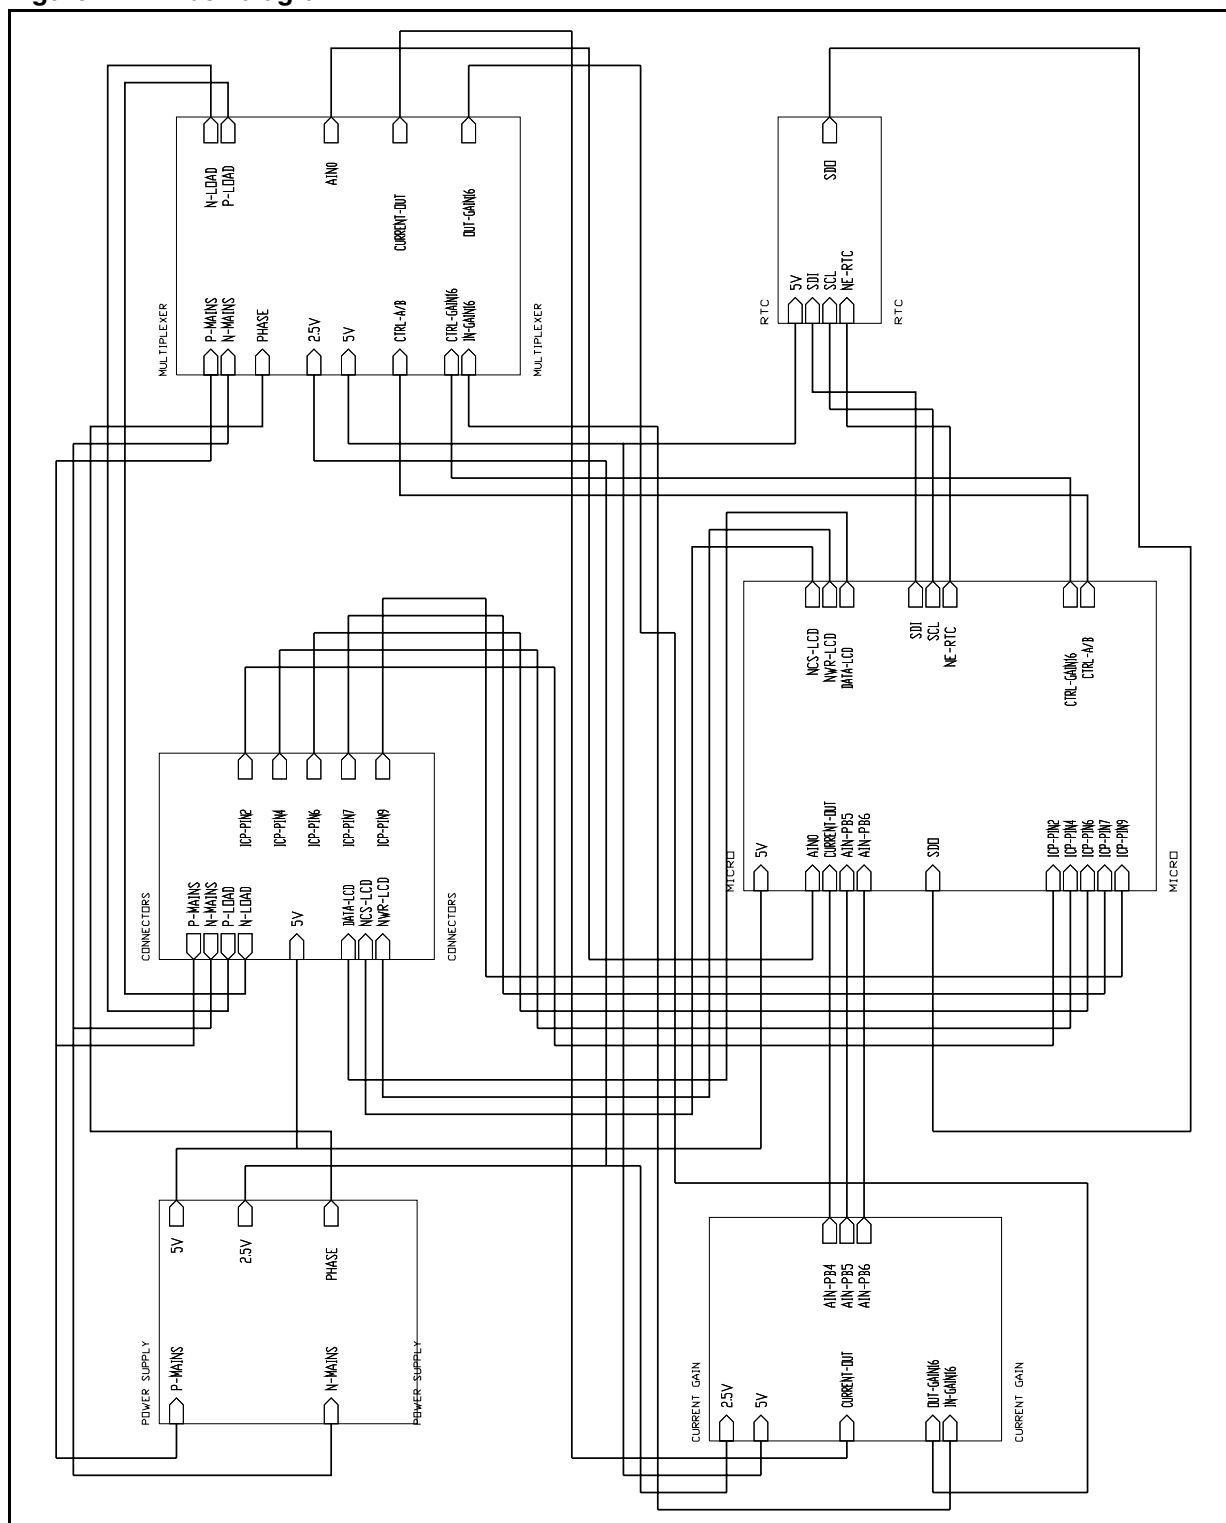 N-LOAD
P-LOAD
AIN0
CURRENT-OUT
OUT-GAIN16
P-MAINS
N-MAINS
PHASE
2.5V
5V
CTRL-A/B
CTRL-GAIN16
IN-GAIN16
MULTIPLEXER
MULTIPLEXER
SDO
5V
SDI
SCL
NE-RTC
RTC
RTC
NCS-LCD
NWR-LCD
DATA-LCD
SDI
SCL
NE-RTC
CTRL-GAIN16
CTRL-A/B
5V
AIN0
CURRENT-OUT
AIN-PB5
AIN-PB6
SDO
ICP-PIN2
ICP-PIN4
ICP-PIN6
ICP-PIN7
ICP-PIN9
MICRO
MICRO
ICP-PIN2
ICP-PIN4
ICP-PIN6
ICP-PIN7
ICP-PIN9
P-MAINS
N-MAINS
P-LOAD
N-LOAD
5V
DATA-LCD
NCS-LCD
NWR-LCD
CONNECTORS
CONNECTORS
5V
2.5V
PHASE
P-MAINS
N-MAINS
POWER SUPPLY
POWER SUPPLY
AIN-PB4
AIN-PB5
AIN-PB6
2.5V
5V
CURRENT-OUT
OUT-GAIN16
IN-GAIN16
CURRENT GAIN
CURRENT GAIN